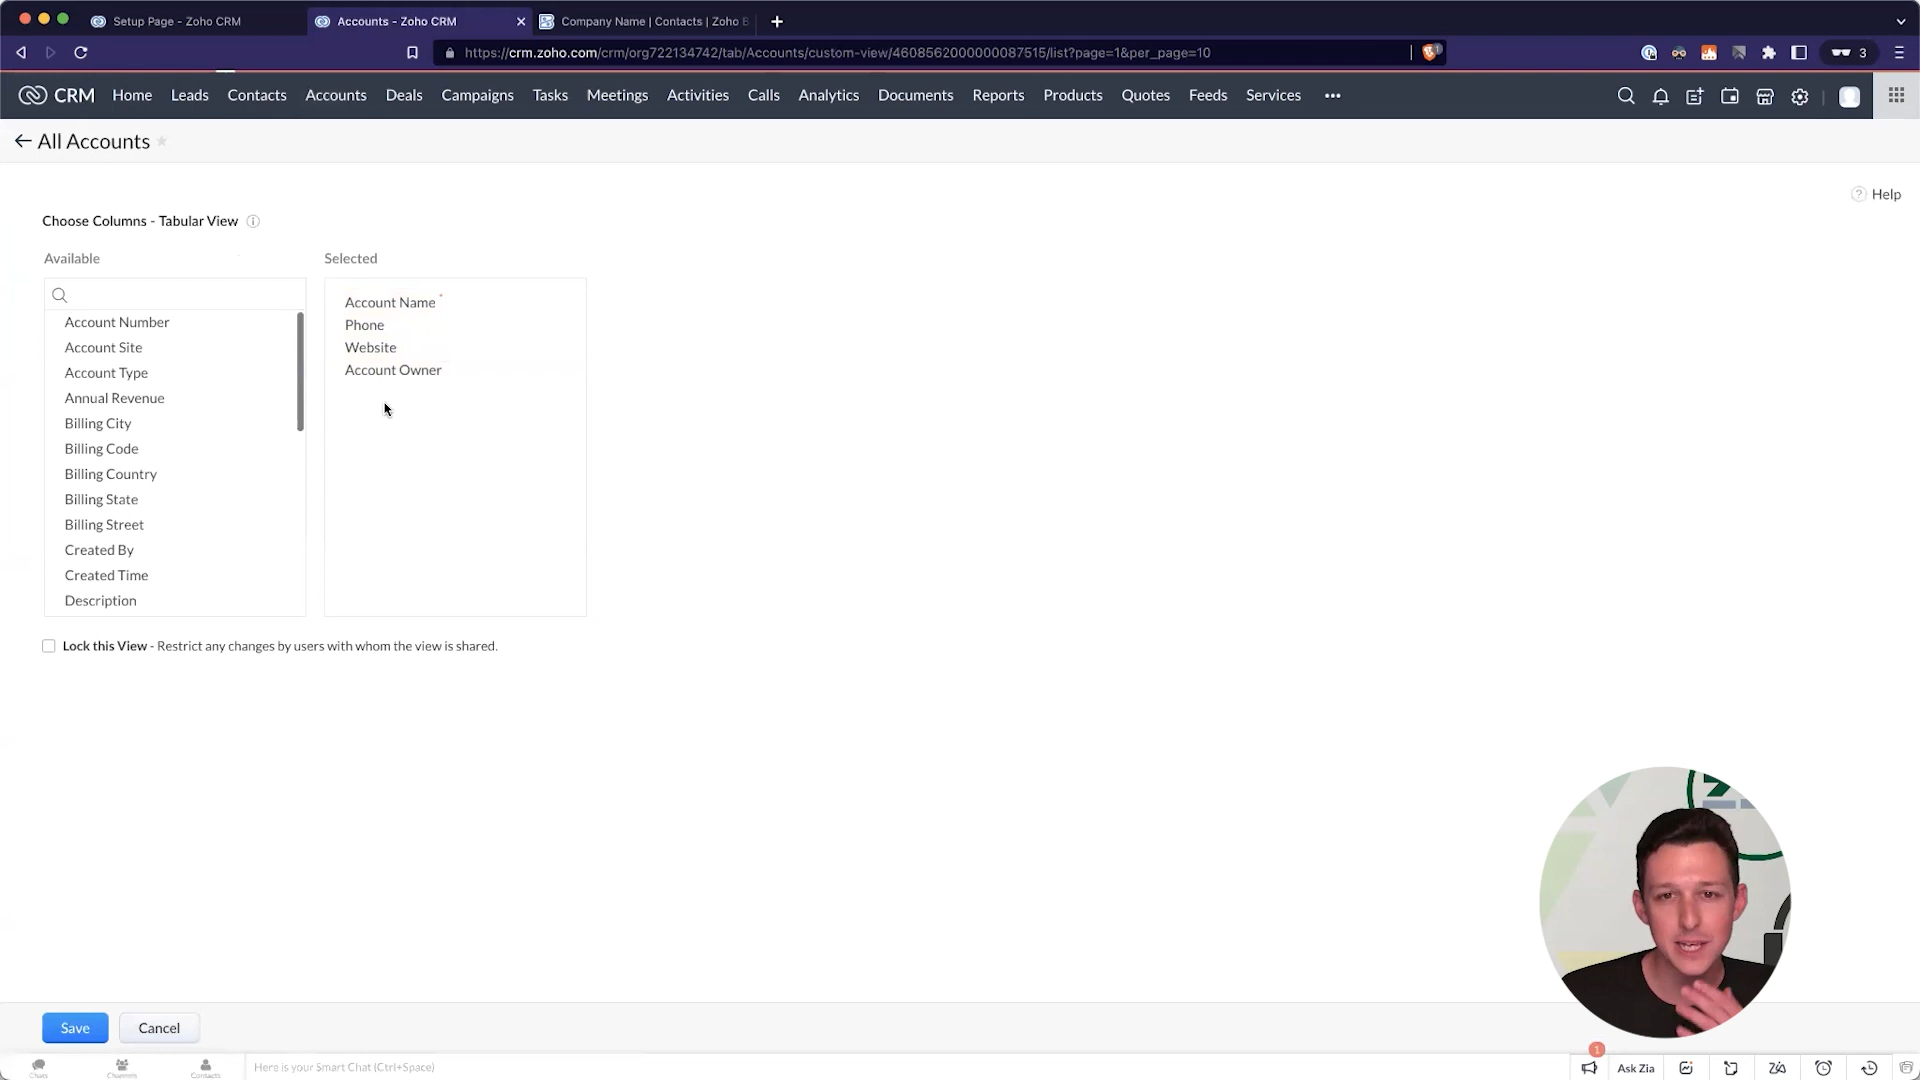 Setup Page - Zoho CRM
Accounts - Zoho CRM
Company Name | Contacts | Zoho B
https://crm.zoho.com/crm/org722134742/tab/Accounts/custom-view/4608562000000087515/list?page=1&per_page=10
3
CRM Home Leads Contacts Accounts Deals Campaigns Tasks Meetings Activities Calls Analytics Documents Reports Products Quotes Feeds Services
All Accounts
Help
Choose Columns - Tabular View
Available
Selected
Account Number
Account Site
Account Type
Annual Revenue
Billing City
Billing Code
Billing Country
Billing State
Billing Street
Created By
Created Time
Description
Account Name *
Phone
Website
Account Owner
Lock this View - Restrict any changes by users with whom the view is shared.
Save
Cancel
Chats
Channels
Contacts
Here is your Smart Chat (Ctrl+Space)
1
Ask Zia